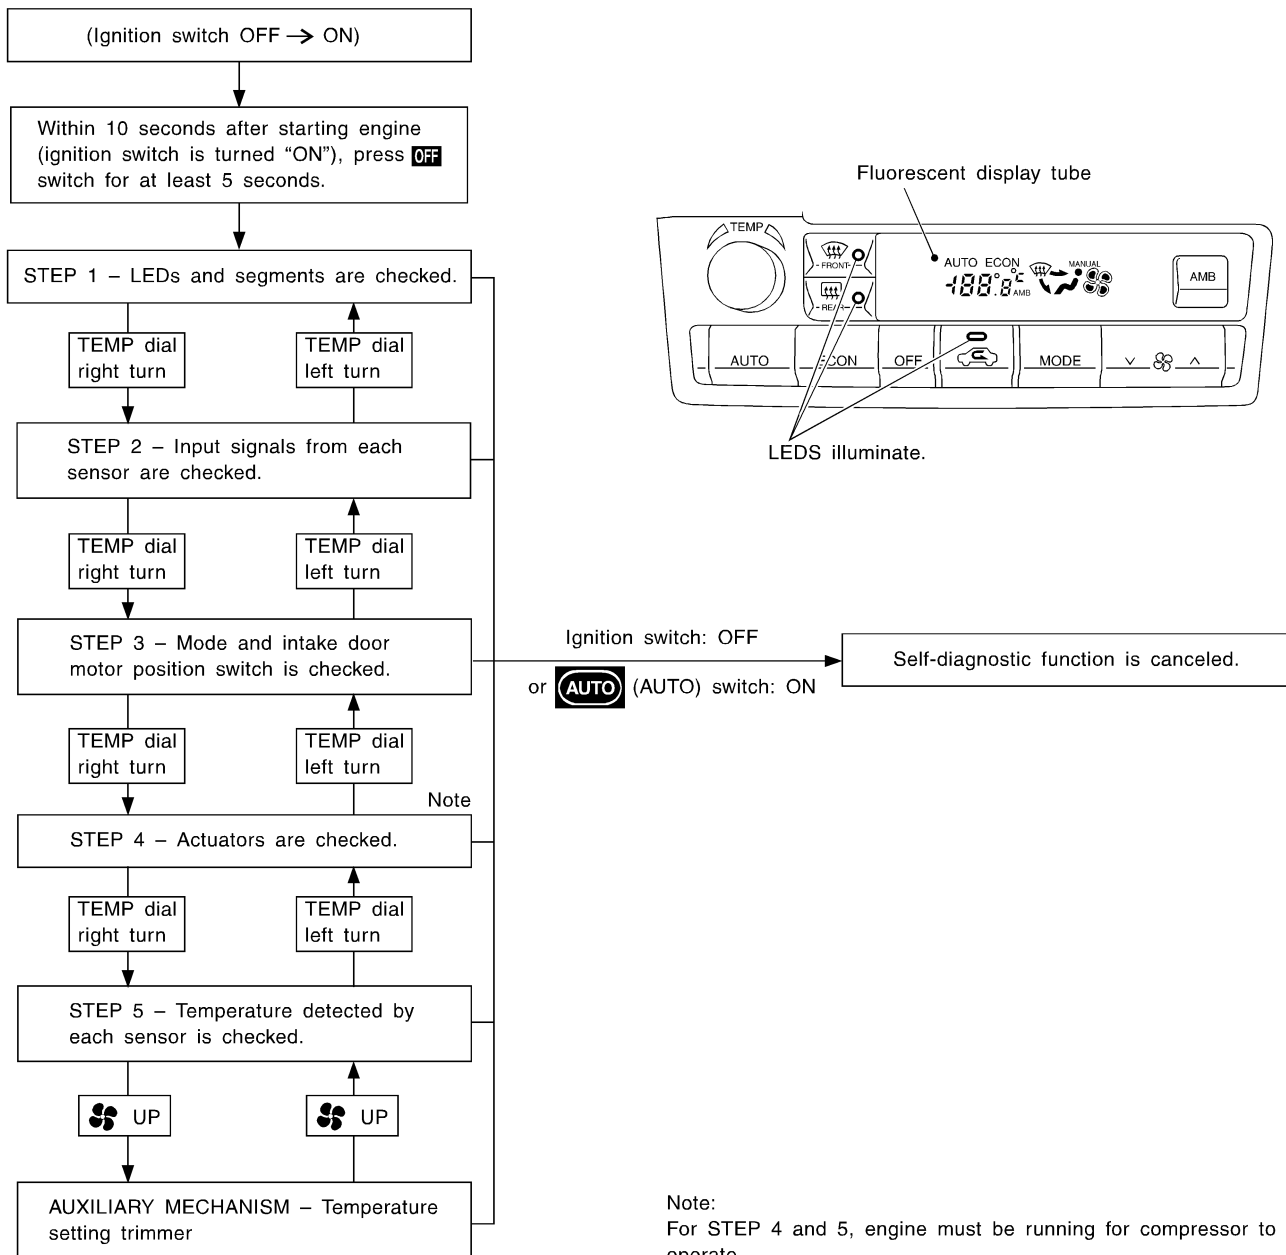 (Ignition switch OFF → ON)
Within 10 seconds after starting engine
(ignition switch is turned “ON”), press OFF
switch for at least 5 seconds.
STEP 1 – LEDs and segments are checked.
TEMP dial
right turn
TEMP dial
left turn
STEP 2 – Input signals from each
sensor are checked.
TEMP dial
right turn
TEMP dial
left turn
STEP 3 – Mode and intake door
motor position switch is checked.
TEMP dial
right turn
TEMP dial
left turn
Note
STEP 4 – Actuators are checked.
TEMP dial
right turn
TEMP dial
left turn
STEP 5 – Temperature detected by
each sensor is checked.
UP
UP
AUXILIARY MECHANISM – Temperature
setting trimmer
Ignition switch: OFF
or AUTO (AUTO) switch: ON
Self-diagnostic function is canceled.
Fluorescent display tube
TEMP
FRONT
REAR
AUTO ECON
MANUAL
-188.8°C
AMB
AMB
AUTO
ECON
OFF
MODE
LEDS illuminate.
Note:
For STEP 4 and 5, engine must be running for compressor to
operate.